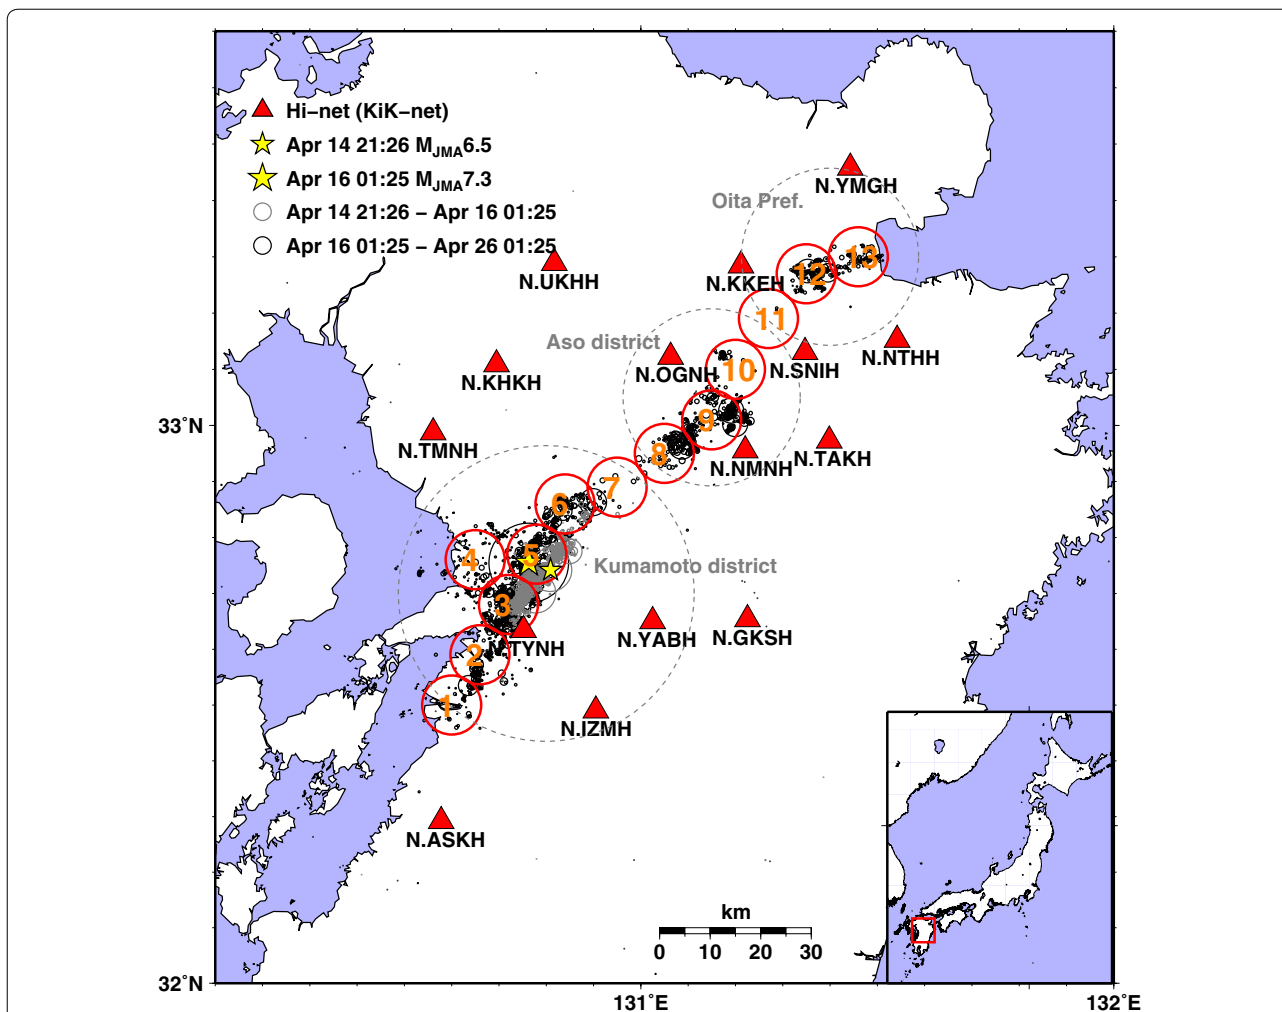 Hi−net (KiK−net)
Apr 14 21:26 MJMA6.5
Apr 16 01:25 MJMA7.3
Apr 14 21:26 − Apr 16 01:25
Apr 16 01:25 − Apr 26 01:25
N.YMGH
Oita Pref.
13
12
N.UKHH
N.KKEH
11
Aso district
N.NTHH
N.OGNH
10
N.SNIH
N.KHKH
9
33˚N
N.TMNH
8
N.NMNH
N.TAKH
7
6
5
4
Kumamoto district
3
N.TYNH
N.YABH
N.GKSH
2
1
N.IZMH
N.ASKH
km
0 10 20 30
32˚N
131˚E
132˚E